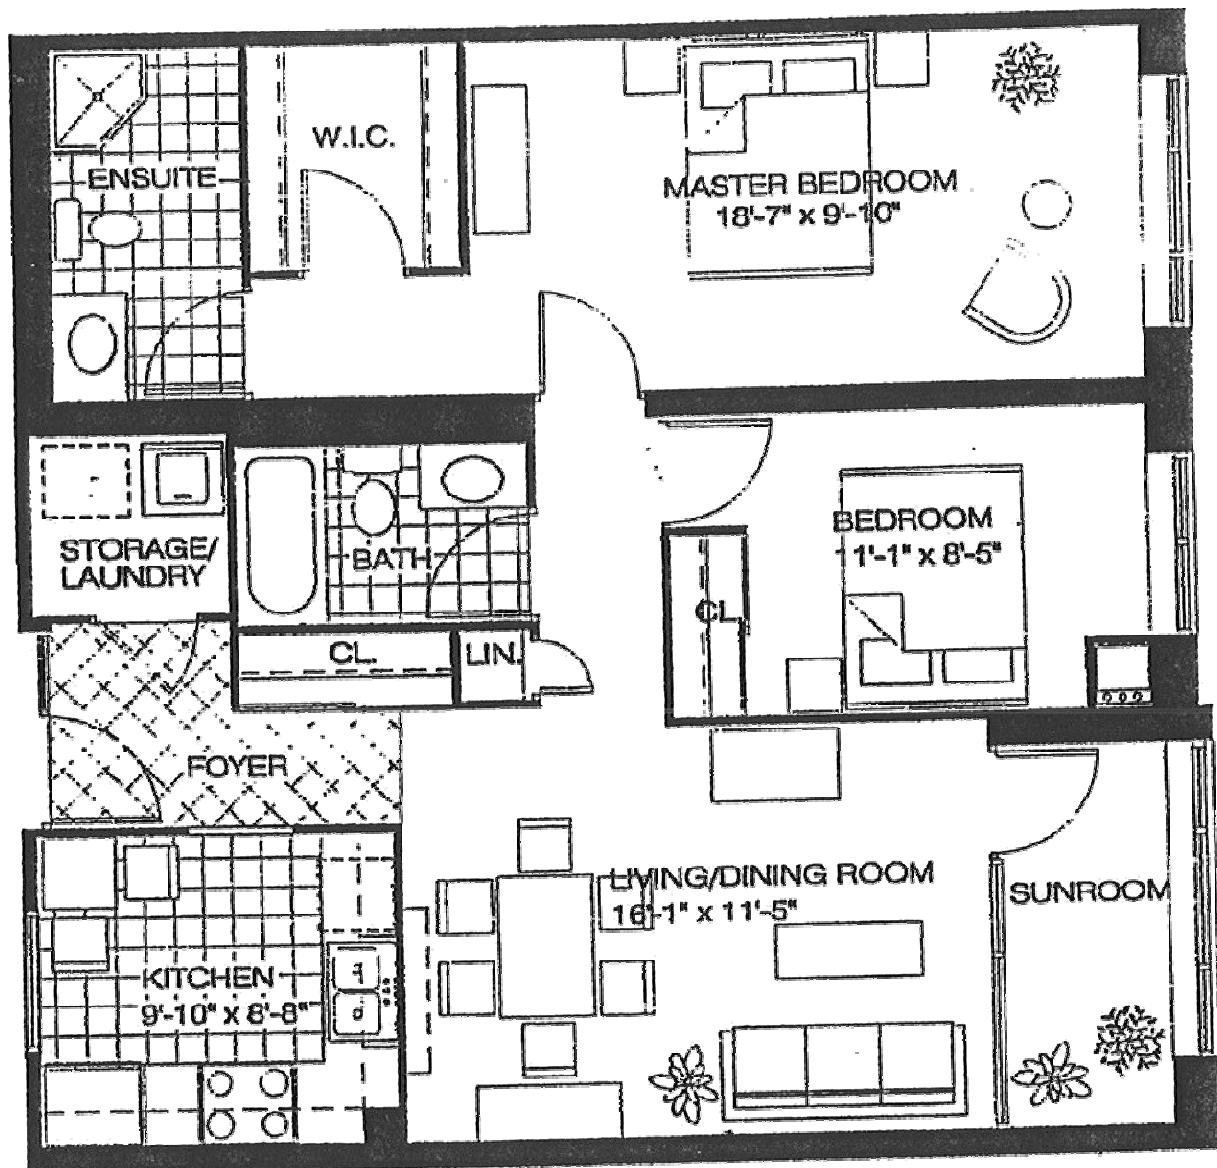 W.I.C.
ENSUITE
MASTER BEDROOM
18'-7" x 9'-10"
BEDROOM
11'-1" x 8'-5"
STORAGE/
LAUNDRY
BATH
CL.
CL.
LIN.
FOYER
LIVING/DINING ROOM
16'-1" x 11'-5"
SUNROOM
KITCHEN
9'-10" x 8'-8"